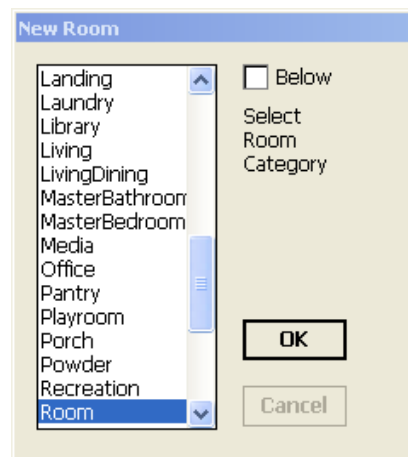 New Room
Landing
Laundry
Library
Living
LivingDining
MasterBathroom
MasterBedroom
Media
Office
Pantry
Playroom
Porch
Powder
Recreation
Room
Below
Select
Room
Category
OK
Cancel